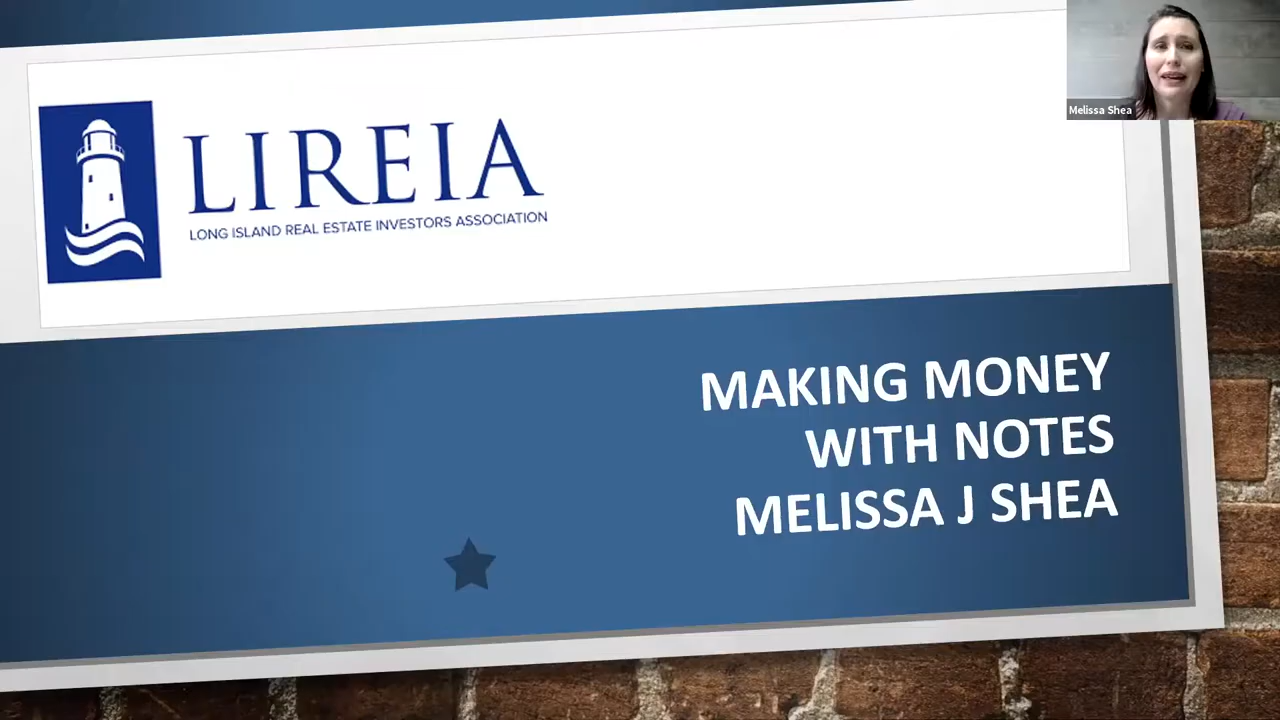 Melissa Shea
LIREIA
LONG ISLAND REAL ESTATE INVESTORS ASSOCIATION
MAKING MONEY
WITH NOTES
MELISSA J SHEA